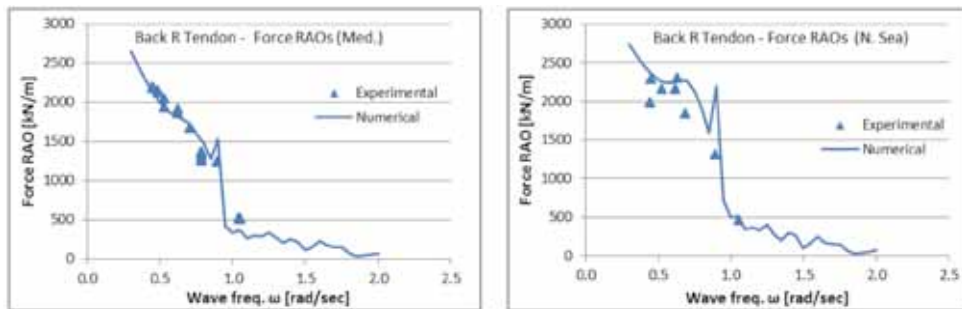 Back R Tendon - Force RAOs (Med.)
Force RAO [kN/m]
3000
2500
2000
1500
1000
500
0
Experimental
Numerical
0.0 0.5 1.0 1.5 2.0 2.5
Wave freq. ω [rad/sec]
Back R Tendon - Force RAOs (N. Sea)
Force RAO [kN/m]
3000
2500
2000
1500
1000
500
0
Experimental
Numerical
0.0 0.5 1.0 1.5 2.0 2.5
Wave freq. ω [rad/sec]